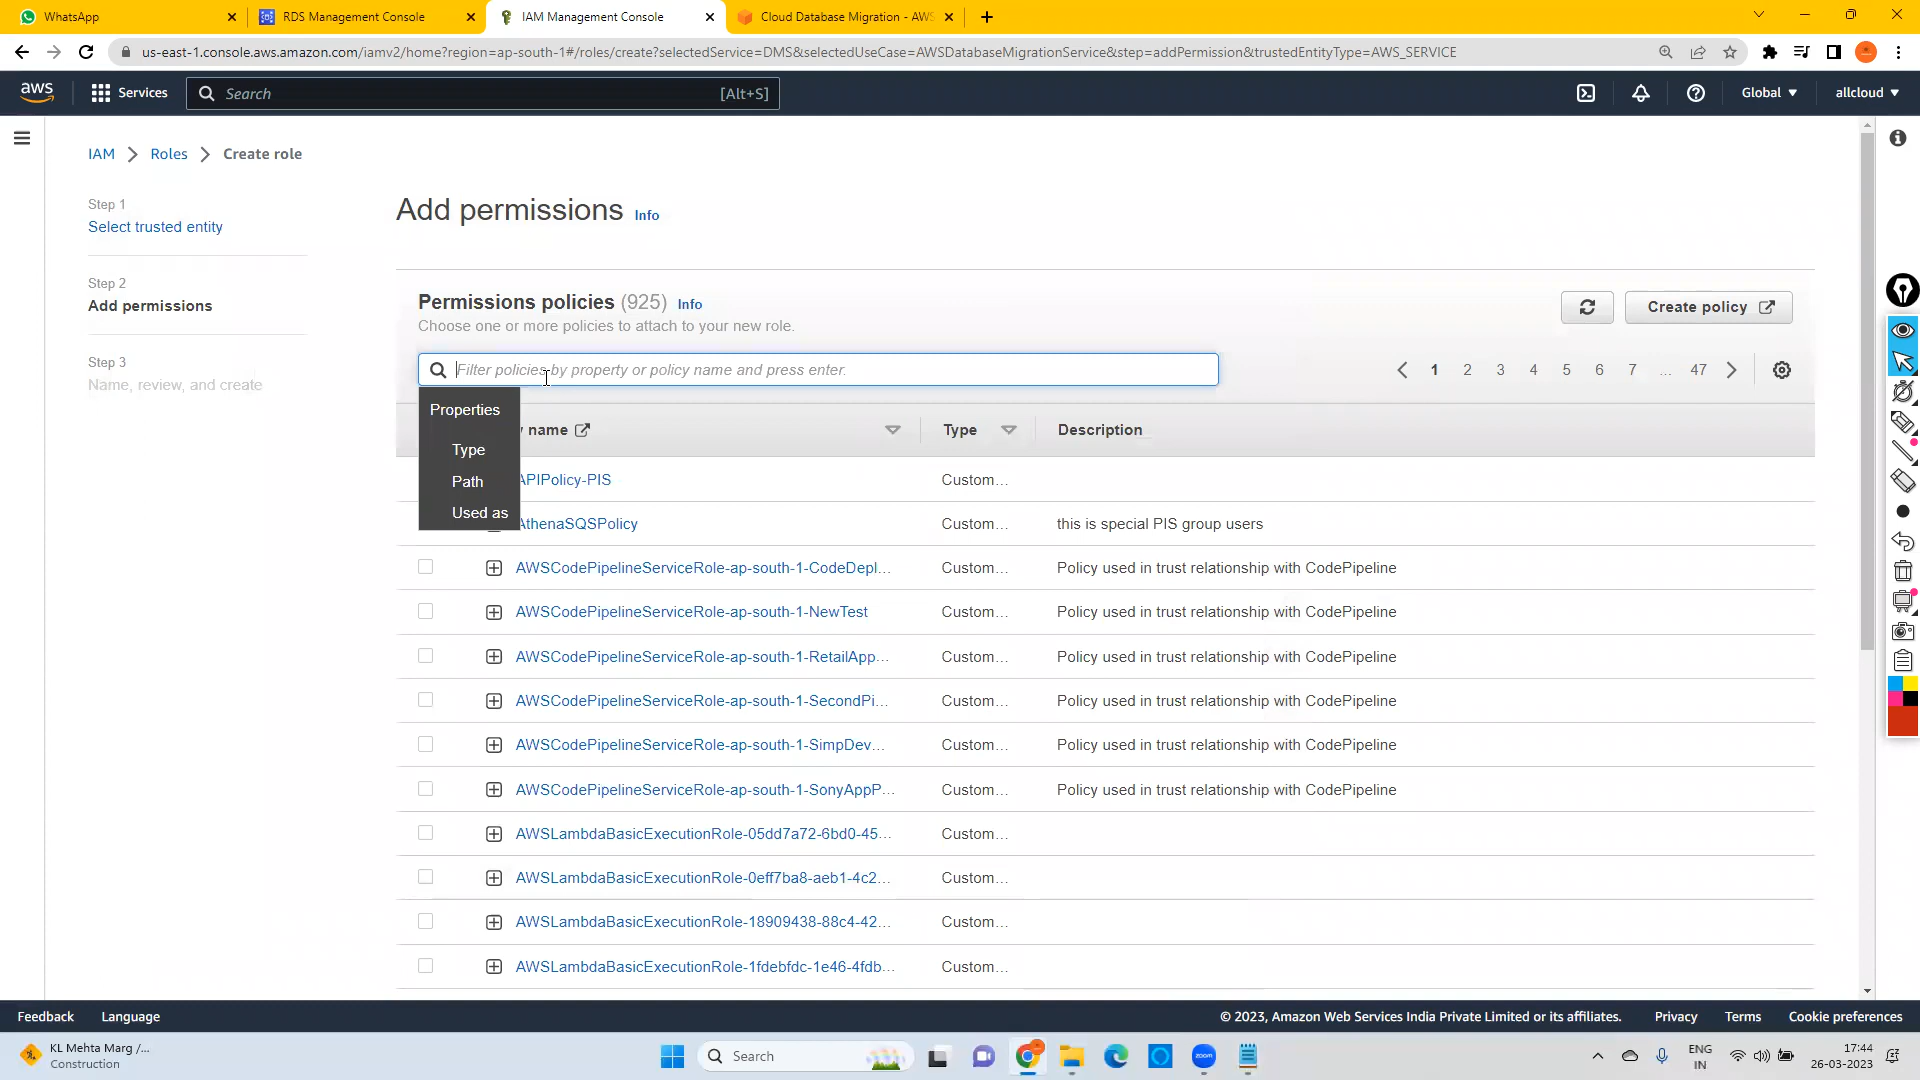 WhatsApp
RDS Management Console
IAM Management Console
Cloud Database Migration - AWS
us-east-1.console.aws.amazon.com/iamv2/home?region=ap-south-1#/roles/create?selectedService=DMS&selectedUseCase=AWSDatabaseMigrationService&step=addPermission&trustedEntityType=AWS_SERVICE
aws
Services
Search
[Alt+S]
Global
allcloud
IAM
Roles
Create role
Step 1
Select trusted entity
Step 2
Add permissions
Step 3
Name, review, and create
Add permissions
Info
Permissions policies (925)
Info
Choose one or more policies to attach to your new role.
Create policy
Filter policies by property or policy name and press enter.
1 2 3 4 5 6 7 ... 47
Properties
Type
Path
Used as
name
Type
Description
APIPolicy-PIS
Custom...
AthenaSQSPolicy
Custom...
this is special PIS group users
AWSCodePipelineServiceRole-ap-south-1-CodeDepl...
Custom...
Policy used in trust relationship with CodePipeline
AWSCodePipelineServiceRole-ap-south-1-NewTest
Custom...
Policy used in trust relationship with CodePipeline
AWSCodePipelineServiceRole-ap-south-1-RetailApp...
Custom...
Policy used in trust relationship with CodePipeline
AWSCodePipelineServiceRole-ap-south-1-SecondPi...
Custom...
Policy used in trust relationship with CodePipeline
AWSCodePipelineServiceRole-ap-south-1-SimpDev...
Custom...
Policy used in trust relationship with CodePipeline
AWSCodePipelineServiceRole-ap-south-1-SonyAppP...
Custom...
Policy used in trust relationship with CodePipeline
AWSLambdaBasicExecutionRole-05dd7a72-6bd0-45...
Custom...
AWSLambdaBasicExecutionRole-0eff7ba8-aeb1-4c2...
Custom...
AWSLambdaBasicExecutionRole-18909438-88c4-42...
Custom...
AWSLambdaBasicExecutionRole-1fdebfdc-1e46-4fdb...
Custom...
Feedback
Language
© 2023, Amazon Web Services India Private Limited or its affiliates.
Privacy
Terms
Cookie preferences
KL Mehta Marg /...
Construction
Search
zoom
ENG
IN
17:44
26-03-2023